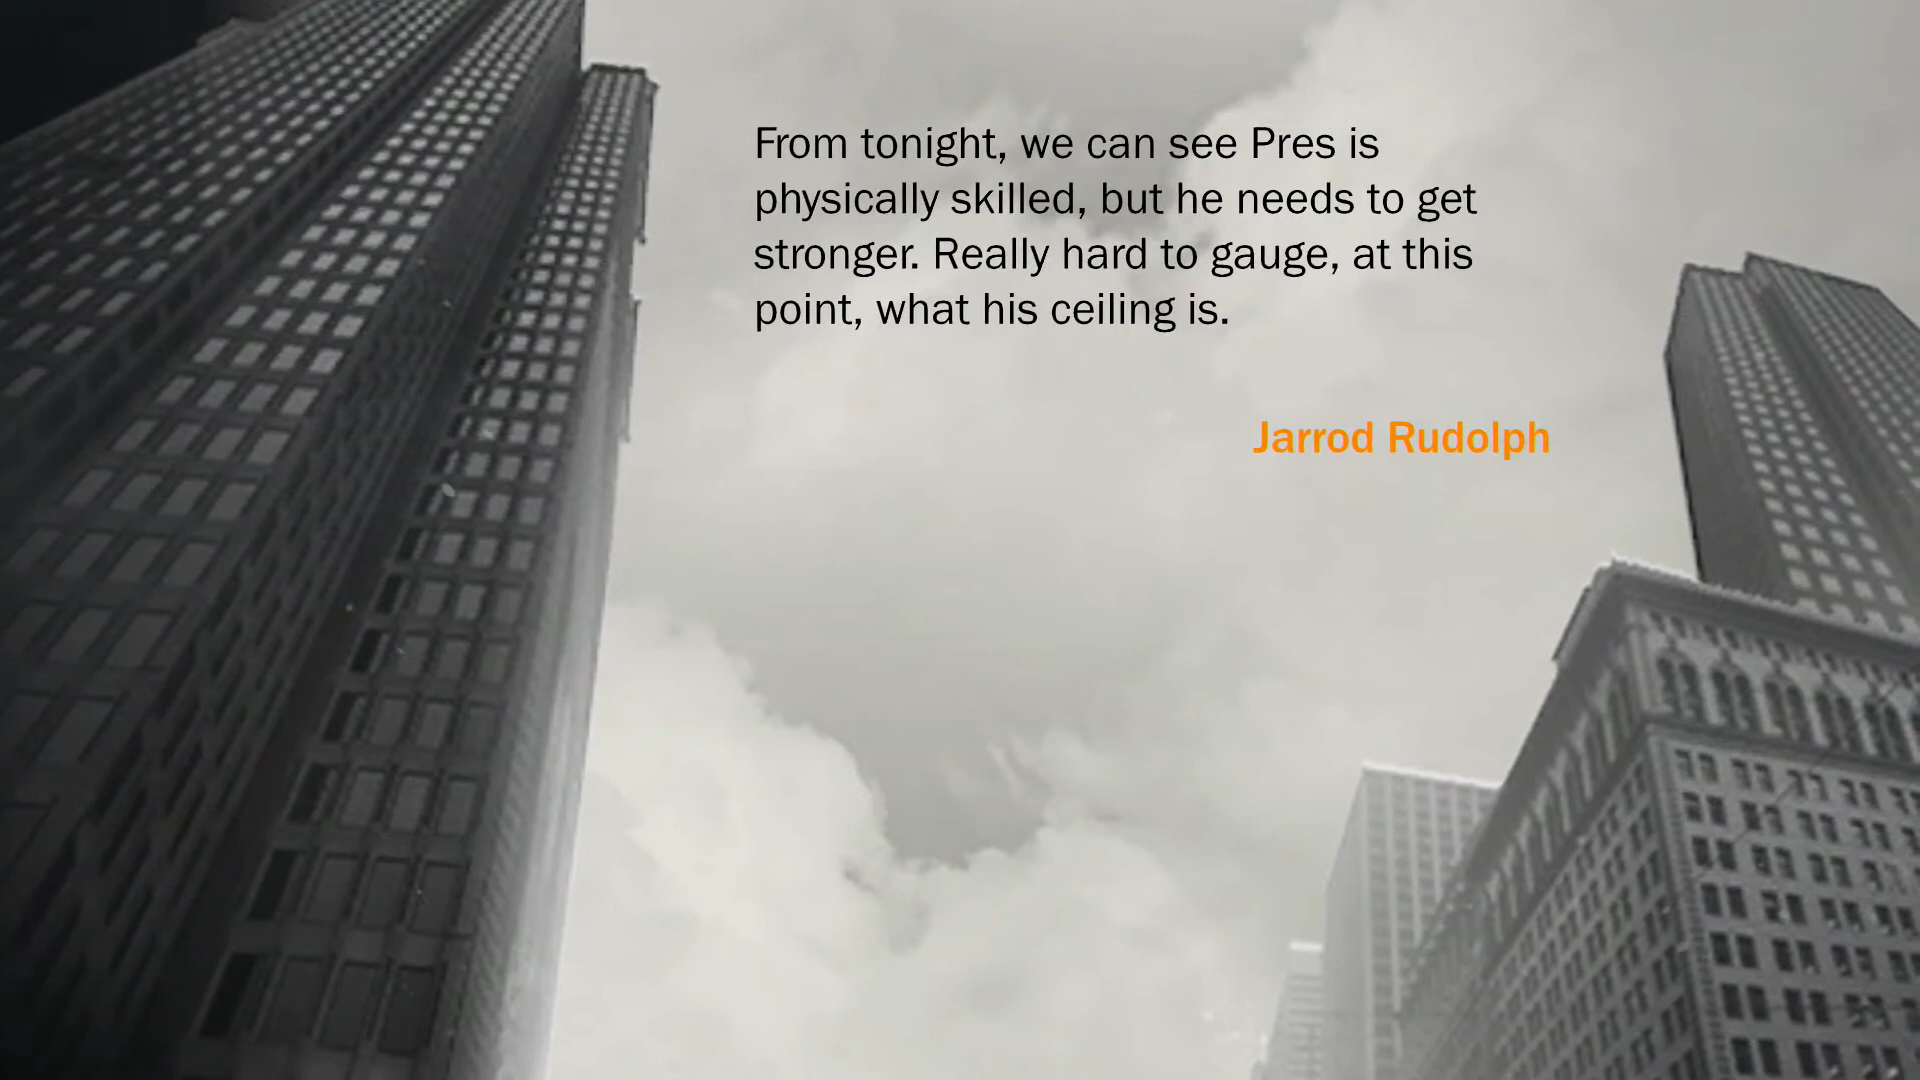 From tonight, we can see Pres is
physically skilled, but he needs to get
stronger. Really hard to gauge, at this
point, what his ceiling is.
Jarrod Rudolph